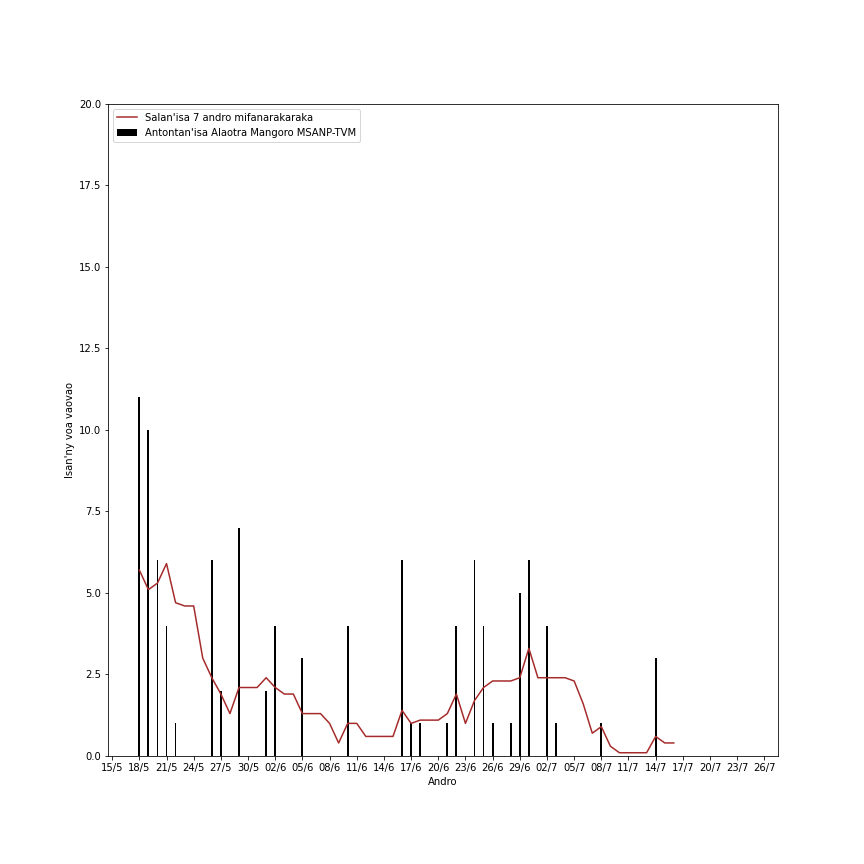 Salan'isa 7 andro mifanarakaraka
Antontan'isa Alaotra Mangoro MSANP-TVM
20.0
17.5
15.0
12.5
10.0
7.5
5.0
2.5
0.0
Isan'ny voa vaovao
15/5 18/5 21/5 24/5 27/5 30/5 02/6 05/6 08/6 11/6 14/6 17/6 20/6 23/6 26/6 29/6 02/7 05/7 08/7 11/7 14/7 17/7 20/7 23/7 26/7
Andro